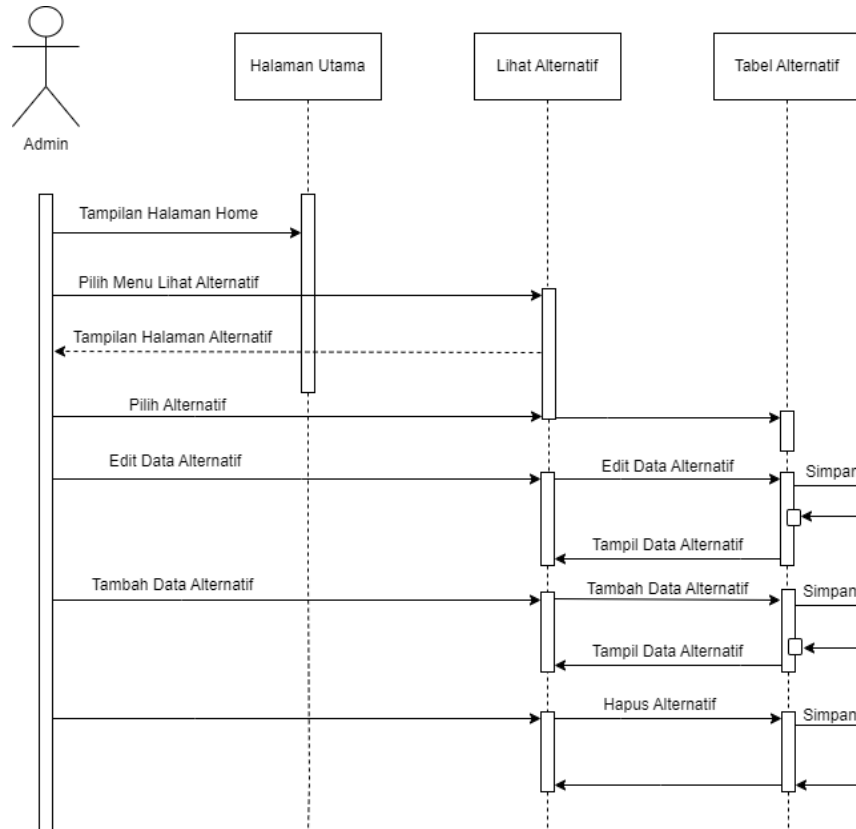 Halaman Utama
Lihat Alternatif
Tabel Alternatif
Admin
Tampilan Halaman Home
Pilih Menu Lihat Alternatif
Tampilan Halaman Alternatif
Pilih Alternatif
Edit Data Alternatif
Edit Data Alternatif
Simpan
Tampil Data Alternatif
Tambah Data Alternatif
Tambah Data Alternatif
Simpan
Tampil Data Alternatif
Hapus Alternatif
Simpan